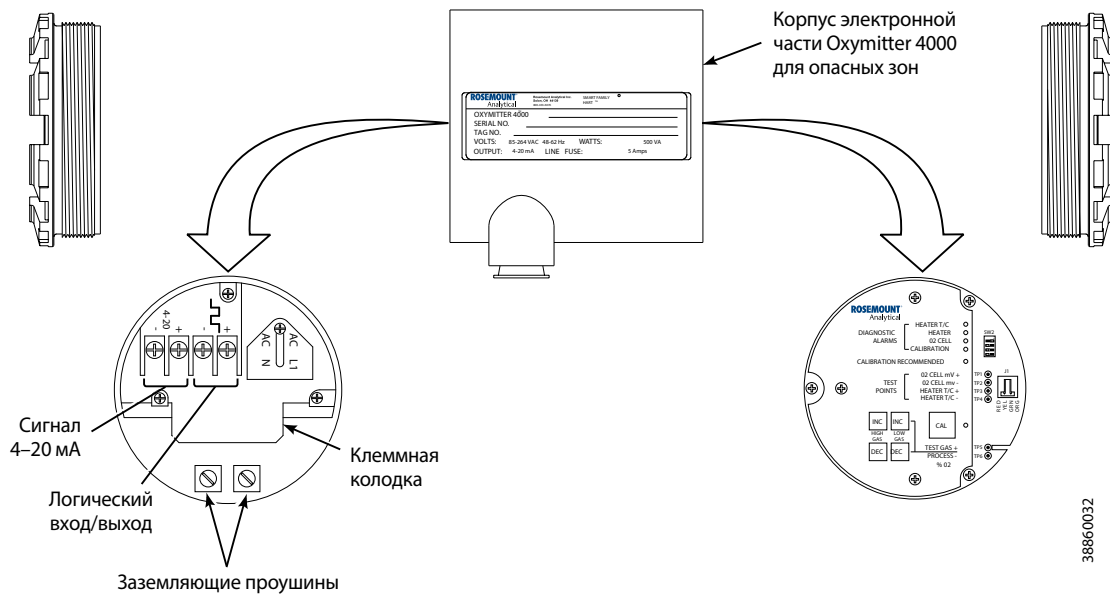 Корпус электронной
части Oxymitter 4000
для опасных зон
ROSEMOUNT
Analytical
SMART FAMILY
HART ™
OXYMITTER 4000
SERIAL NO.
TAG NO.
VOLTS: 85-264 VAC 48-62 Hz WATTS: 500 VA
OUTPUT: 4-20 mA LINE FUSE: 5 Amps
- 4-20 + - +
AC N
AC L1
Сигнал
4–20 мА
Логический
вход/выход
Клеммная
колодка
Заземляющие проушины
ROSEMOUNT
Analytical
DIAGNOSTIC
ALARMS
HEATER T/C
HEATER
02 CELL
CALIBRATION
SW2
CALIBRATION RECOMMENDED
TEST
POINTS
02 CELL mV +
02 CELL mv -
HEATER T/C +
HEATER T/C -
TP1
TP2
TP3
TP4
J1
RED
YEL
GRN
ORG
INC INC
HIGH
GAS
LOW
GAS
DEC DEC
CAL
TEST GAS +
PROCESS -
% 02
TP5
TP6
38860032